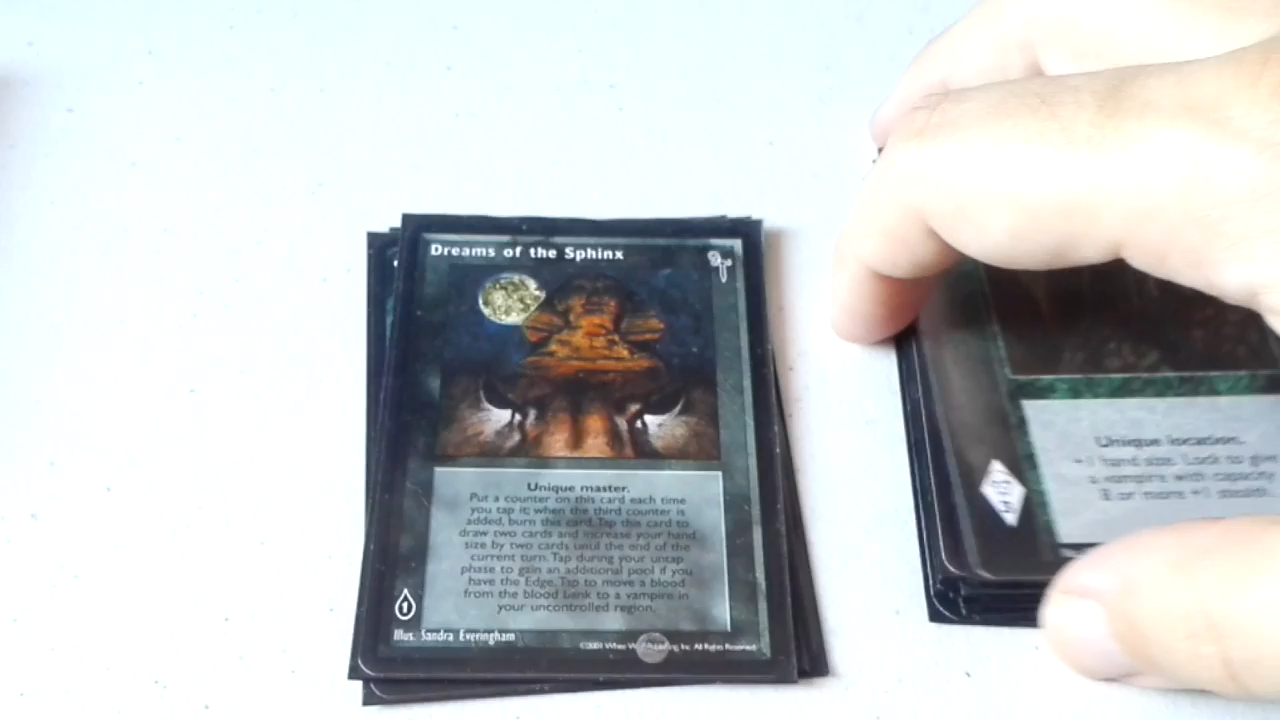 Dreams of the Sphinx
Unique master.
Put a counter on this card each time
you tap it; when the third counter is
added, burn this card. Tap this card to
draw two cards and increase your hand
size by two cards until the end of the
current turn. Tap during your untap
phase to gain an additional pool if you
have the Edge. Tap to move a blood
from the blood bank to a vampire in
your uncontrolled region.
1
Illus. Sandra Everingham
©2001 White Wolf Publishing, Inc. All Rights Reserved.
Unique location.
+1 hand size. Lock to give
a vampire with capacity
8 or more +1 stealth.